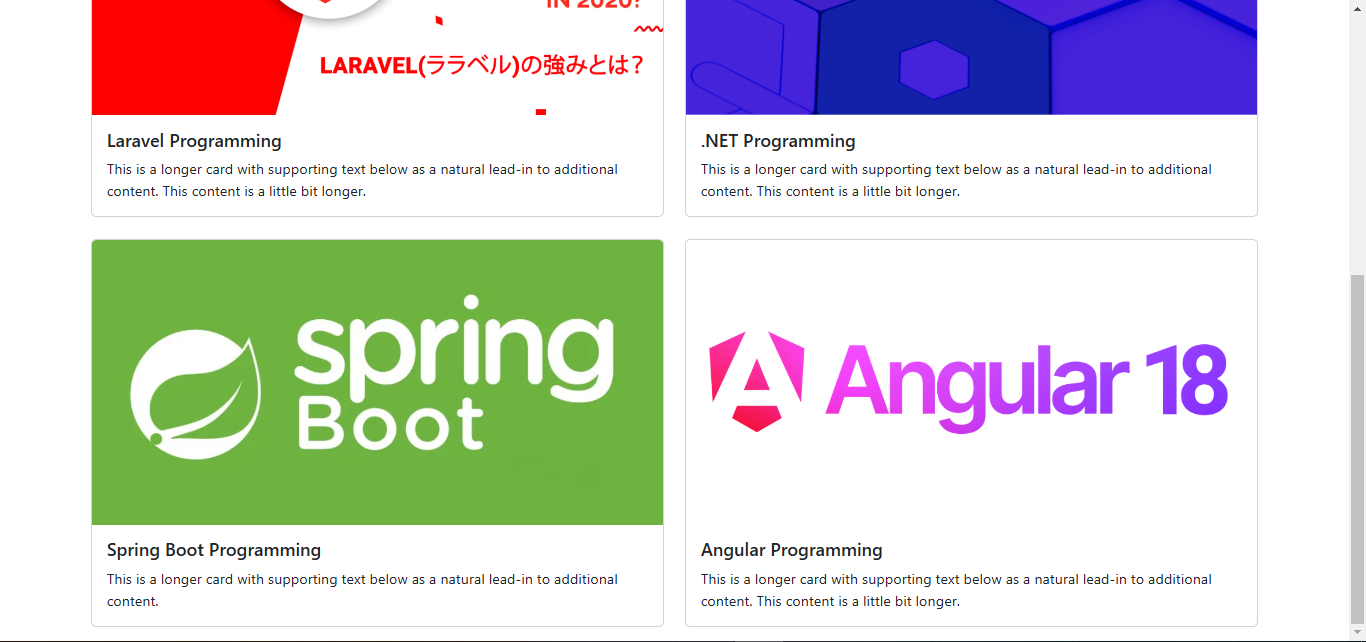 IN 2020?
LARAVEL(ララベル)の強みとは?
Laravel Programming
This is a longer card with supporting text below as a natural lead-in to additional
content. This content is a little bit longer.
.NET Programming
This is a longer card with supporting text below as a natural lead-in to additional
content. This content is a little bit longer.
spring
Boot
Spring Boot Programming
This is a longer card with supporting text below as a natural lead-in to additional
content.
Angular 18
Angular Programming
This is a longer card with supporting text below as a natural lead-in to additional
content. This content is a little bit longer.